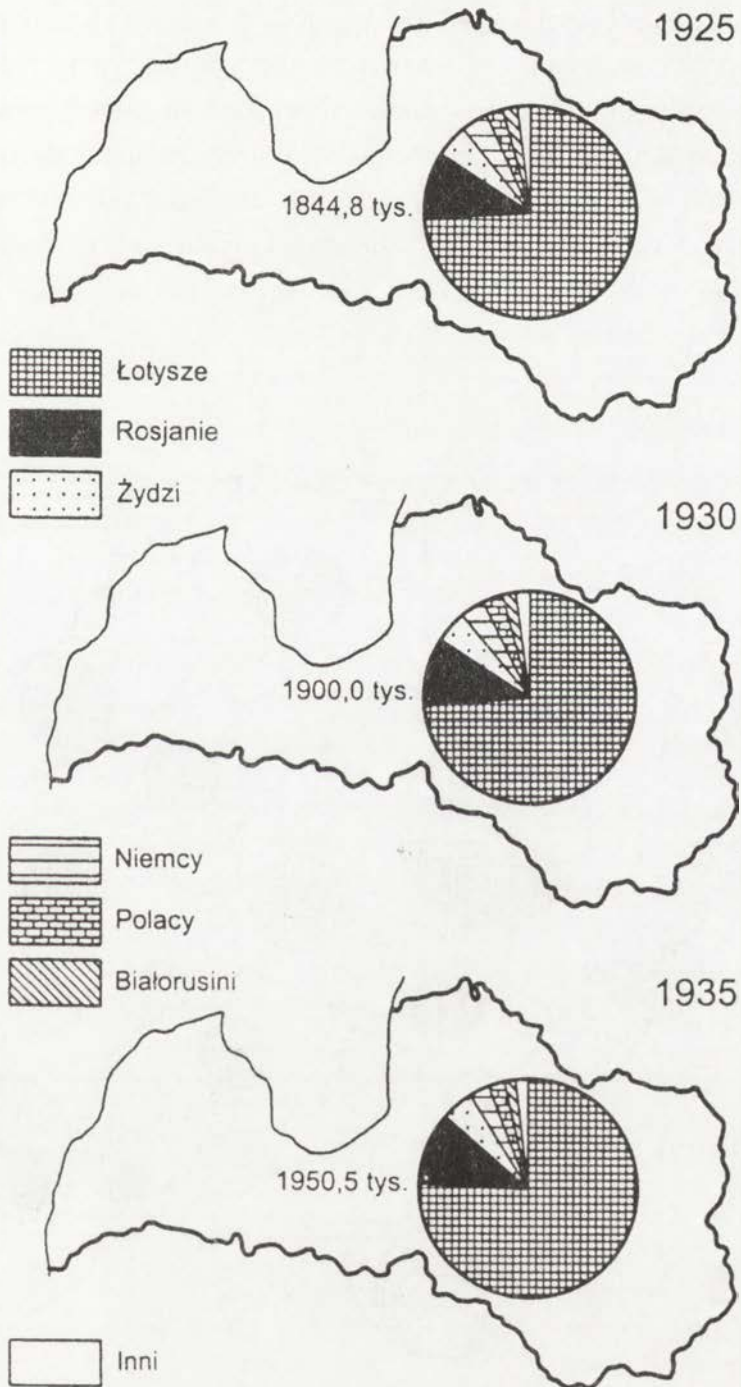 1925
1844,8 tys.
Łotysze
Rosjanie
Żydzi
1930
1900,0 tys.
Niemcy
Polacy
Białorusini
1935
1950,5 tys.
Inni